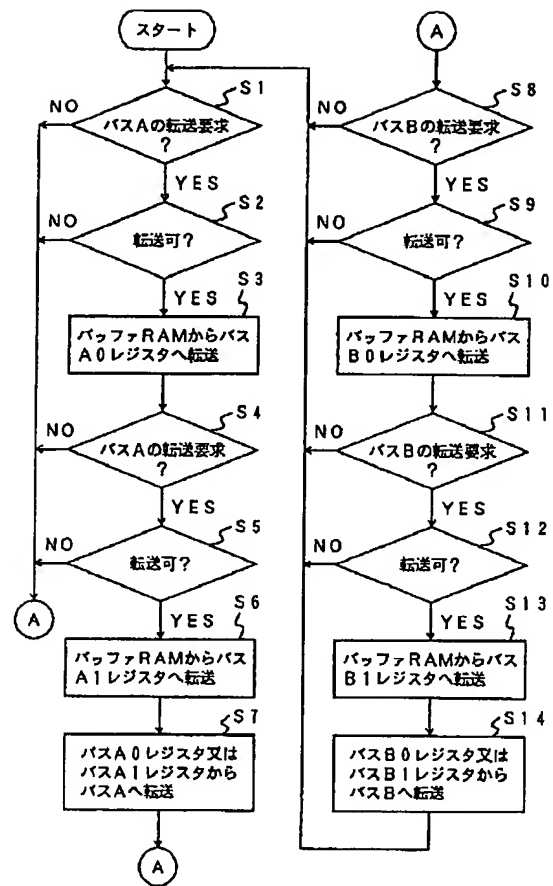 スタート
S1
NO
バスAの転送要求
?
YES
S2
NO
転送可?
YES
S3
バッファRAMからバス
A0レジスタへ転送
S4
NO
バスAの転送要求
?
YES
S5
NO
転送可?
A
YES
S6
バッファRAMからバス
A1レジスタへ転送
S7
バスA0レジスタ又は
バスA1レジスタから
バスAへ転送
A
A
S8
NO
バスBの転送要求
?
YES
S9
NO
転送可?
YES
S10
バッファRAMからバス
B0レジスタへ転送
S11
NO
バスBの転送要求
?
YES
S12
NO
転送可?
YES
S13
バッファRAMからバス
B1レジスタへ転送
S14
バスB0レジスタ又は
バスB1レジスタから
バスBへ転送